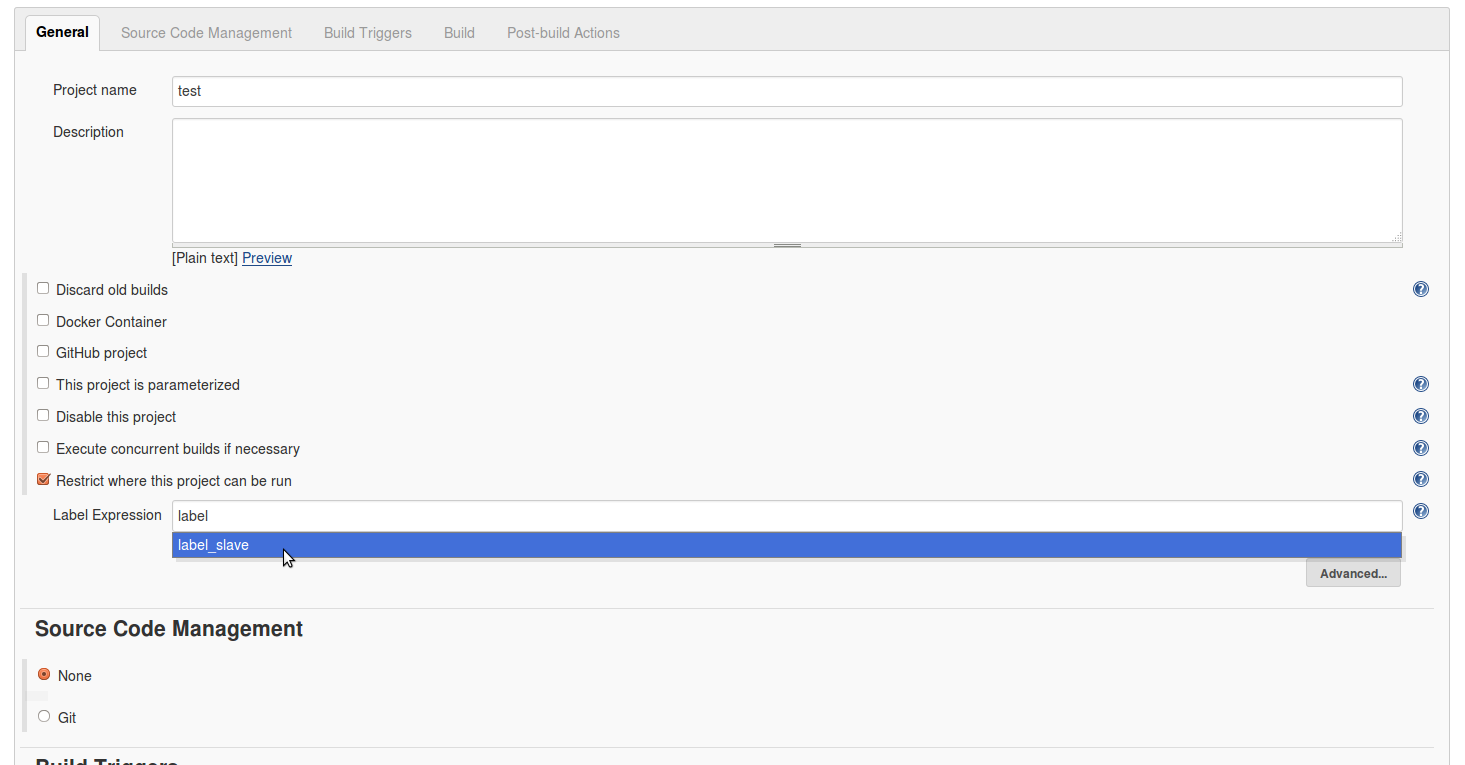 General Source Code Management Build Triggers Build Post-build Actions
Project name test
Description
[Plain text] Preview
Discard old builds
Docker Container
GitHub project
This project is parameterized
Disable this project
Execute concurrent builds if necessary
Restrict where this project can be run
Label Expression label
label_slave
Advanced...
Source Code Management
None
Git
Build Triggers